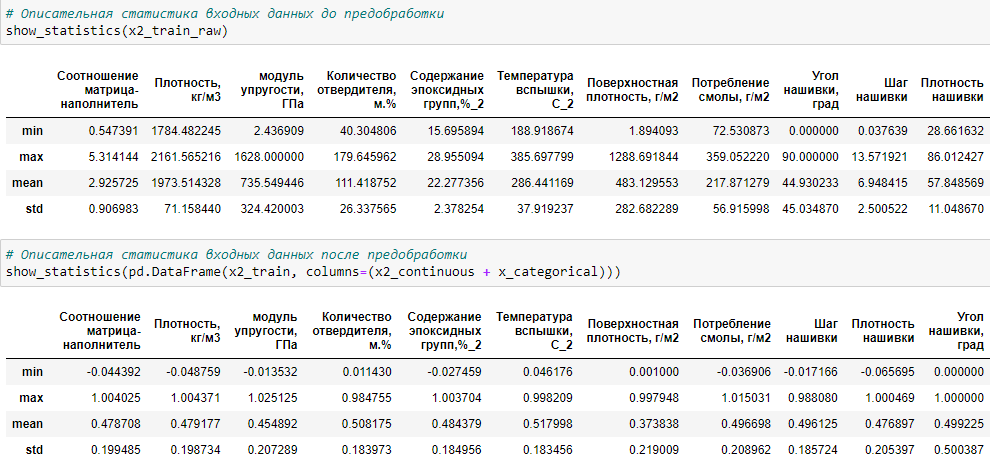 # Описательная статистика входных данных до предобработки
show_statistics(x2_train_raw)
Соотношение матрица-наполнитель Плотность, кг/м3 модуль упругости, ГПа Количество отвердителя, м.% Содержание эпоксидных групп,%_2 Температура вспышки, С_2 Поверхностная плотность, г/м2 Потребление смолы, г/м2 Угол нашивки, град Шаг нашивки Плотность нашивки
min 0.547391 1784.482245 2.436909 40.304806 15.695894 188.918674 1.894093 72.530873 0.000000 0.037639 28.661632
max 5.314144 2161.565216 1628.000000 179.645962 28.955094 385.697799 1288.691844 359.052220 90.000000 13.571921 86.012427
mean 2.925725 1973.514328 735.549446 111.418752 22.277356 286.441169 483.129553 217.871279 44.930233 6.948415 57.848569
std 0.906983 71.158440 324.420003 26.337565 2.378254 37.919237 282.682289 56.915998 45.034870 2.500522 11.048670
# Описательная статистика входных данных после предобработки
show_statistics(pd.DataFrame(x2_train, columns=(x2_continuous + x_categorical)))
Соотношение матрица-наполнитель Плотность, кг/м3 модуль упругости, ГПа Количество отвердителя, м.% Содержание эпоксидных групп,%_2 Температура вспышки, С_2 Поверхностная плотность, г/м2 Потребление смолы, г/м2 Шаг нашивки Плотность нашивки Угол нашивки, град
min -0.044392 -0.048759 -0.013532 0.011430 -0.027459 0.046176 0.001000 -0.036906 -0.017166 -0.065695 0.000000
max 1.004025 1.004371 1.025125 0.984755 1.003704 0.998209 0.997948 1.015031 0.988080 1.000469 1.000000
mean 0.478708 0.479177 0.454892 0.508175 0.484379 0.517998 0.373838 0.496698 0.496125 0.476897 0.499225
std 0.199485 0.198734 0.207289 0.183973 0.184956 0.183456 0.219009 0.208962 0.185724 0.205397 0.500387